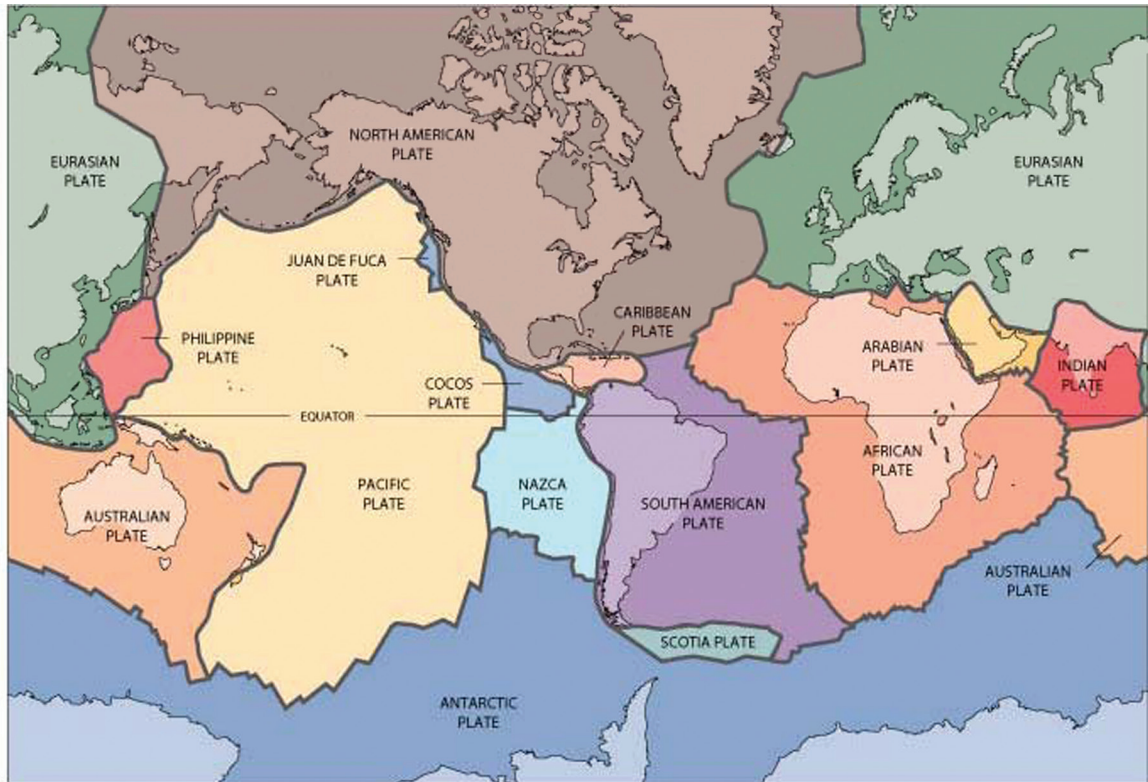 NORTH AMERICAN
PLATE
EURASIAN
PLATE
EURASIAN
PLATE
JUAN DE FUCA
PLATE
CARIBBEAN
PLATE
PHILIPPINE
PLATE
ARABIAN
PLATE
INDIAN
PLATE
COCOS
PLATE
EQUATOR
AFRICAN
PLATE
PACIFIC
PLATE
NAZCA
PLATE
SOUTH AMERICAN
PLATE
AUSTRALIAN
PLATE
AUSTRALIAN
PLATE
SCOTIA PLATE
ANTARCTIC
PLATE